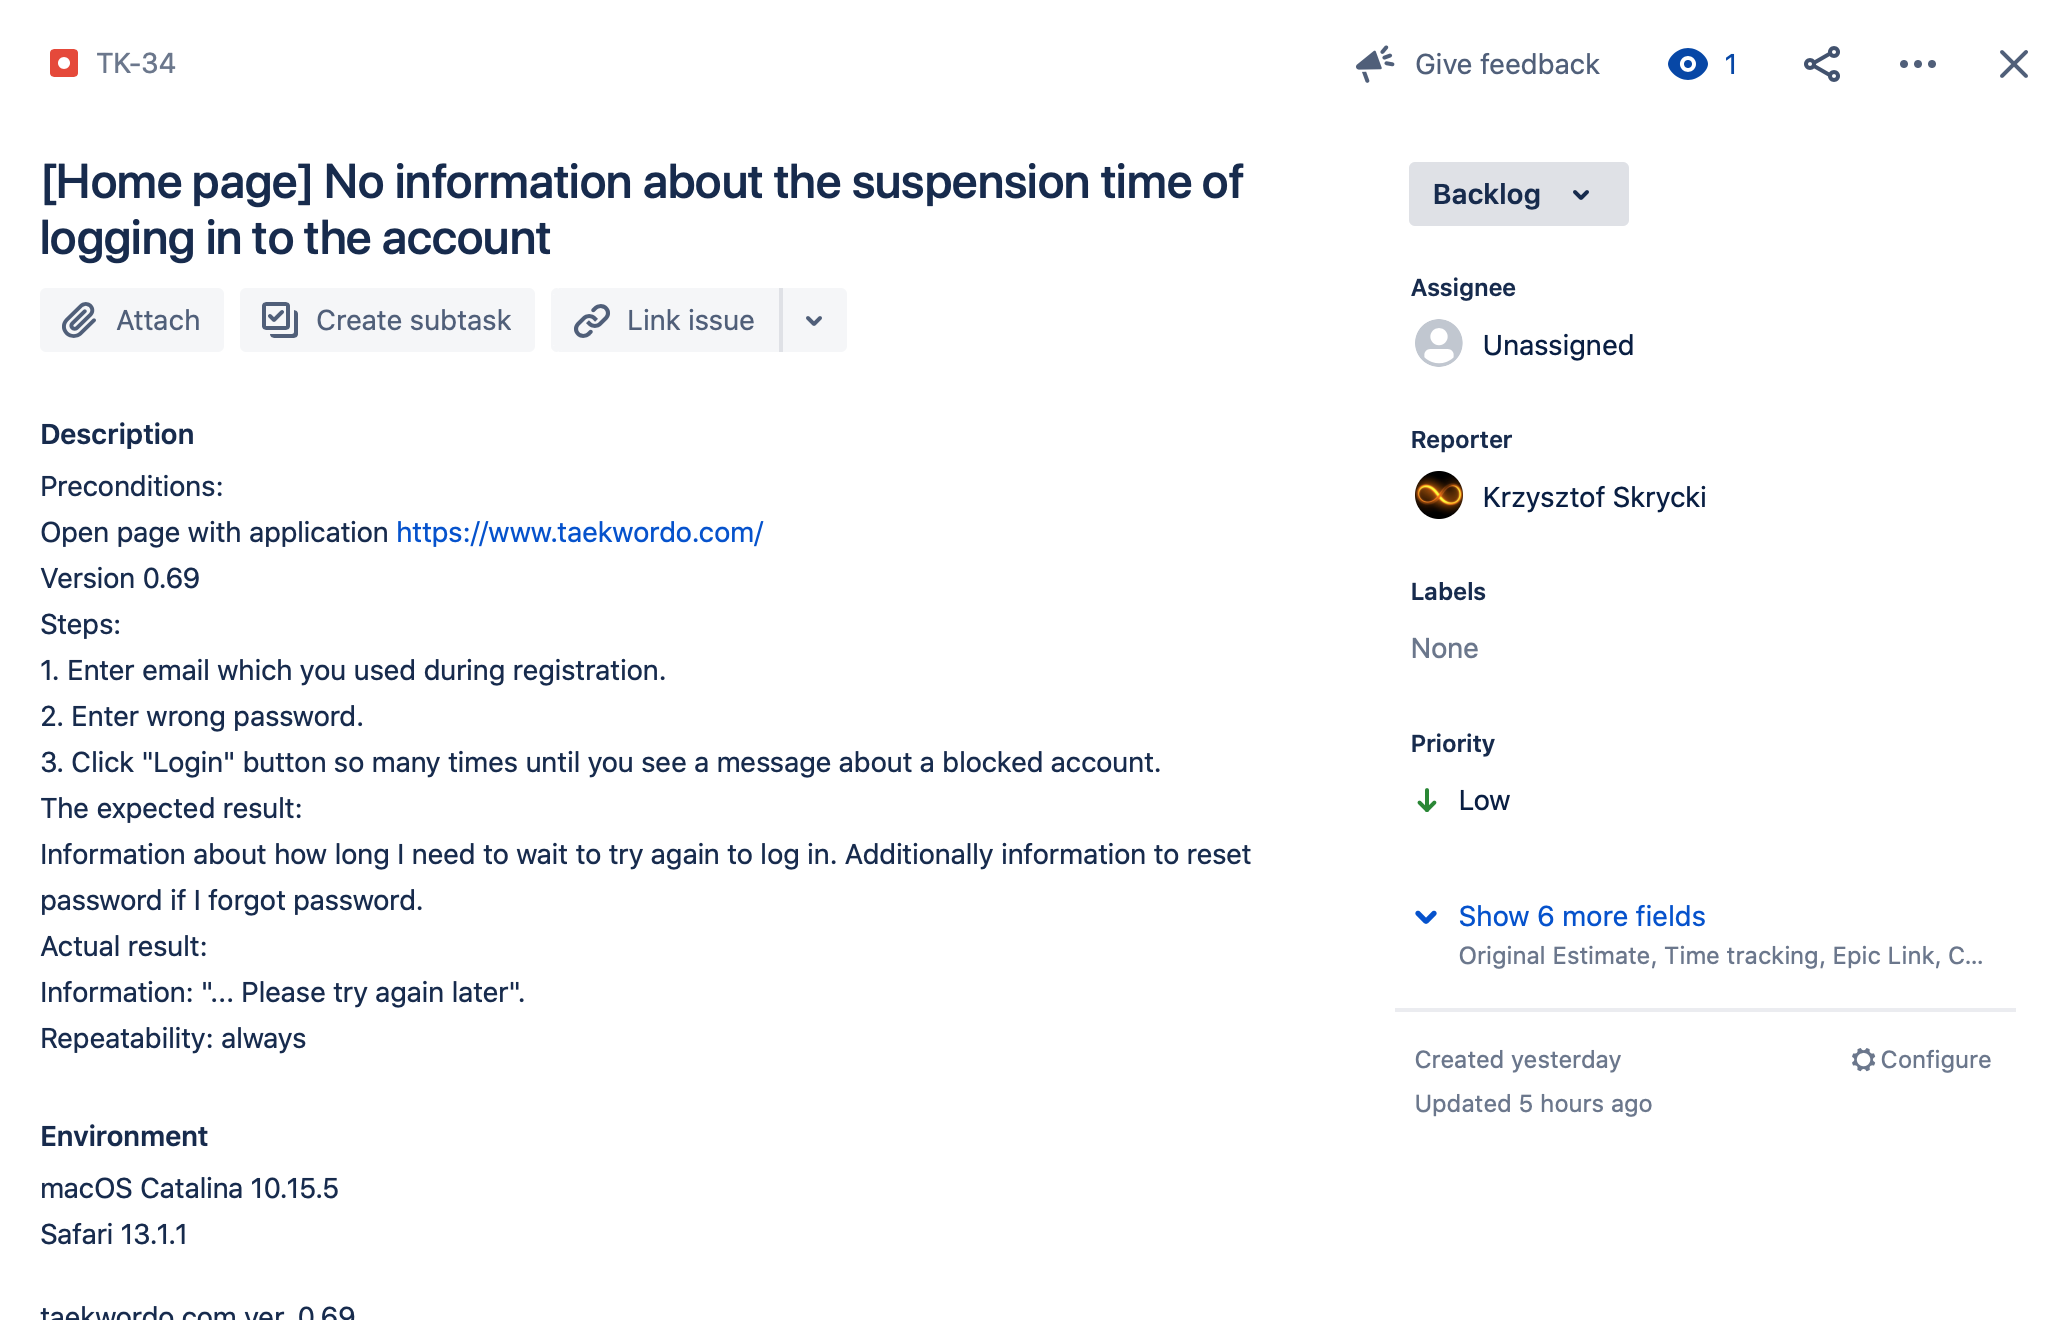 TK-34
Give feedback
1
[Home page] No information about the suspension time of
logging in to the account
Attach
Create subtask
Link issue
Description
Preconditions:
Open page with application https://www.taekwordo.com/
Version 0.69
Steps:
1. Enter email which you used during registration.
2. Enter wrong password.
3. Click "Login" button so many times until you see a message about a blocked account.
The expected result:
Information about how long I need to wait to try again to log in. Additionally information to reset
password if I forgot password.
Actual result:
Information: "... Please try again later".
Repeatability: always
Environment
macOS Catalina 10.15.5
Safari 13.1.1
taekwordo.com ver. 0.69
Backlog
Assignee
Unassigned
Reporter
Krzysztof Skrycki
Labels
None
Priority
Low
Show 6 more fields
Original Estimate, Time tracking, Epic Link, C...
Created yesterday
Configure
Updated 5 hours ago